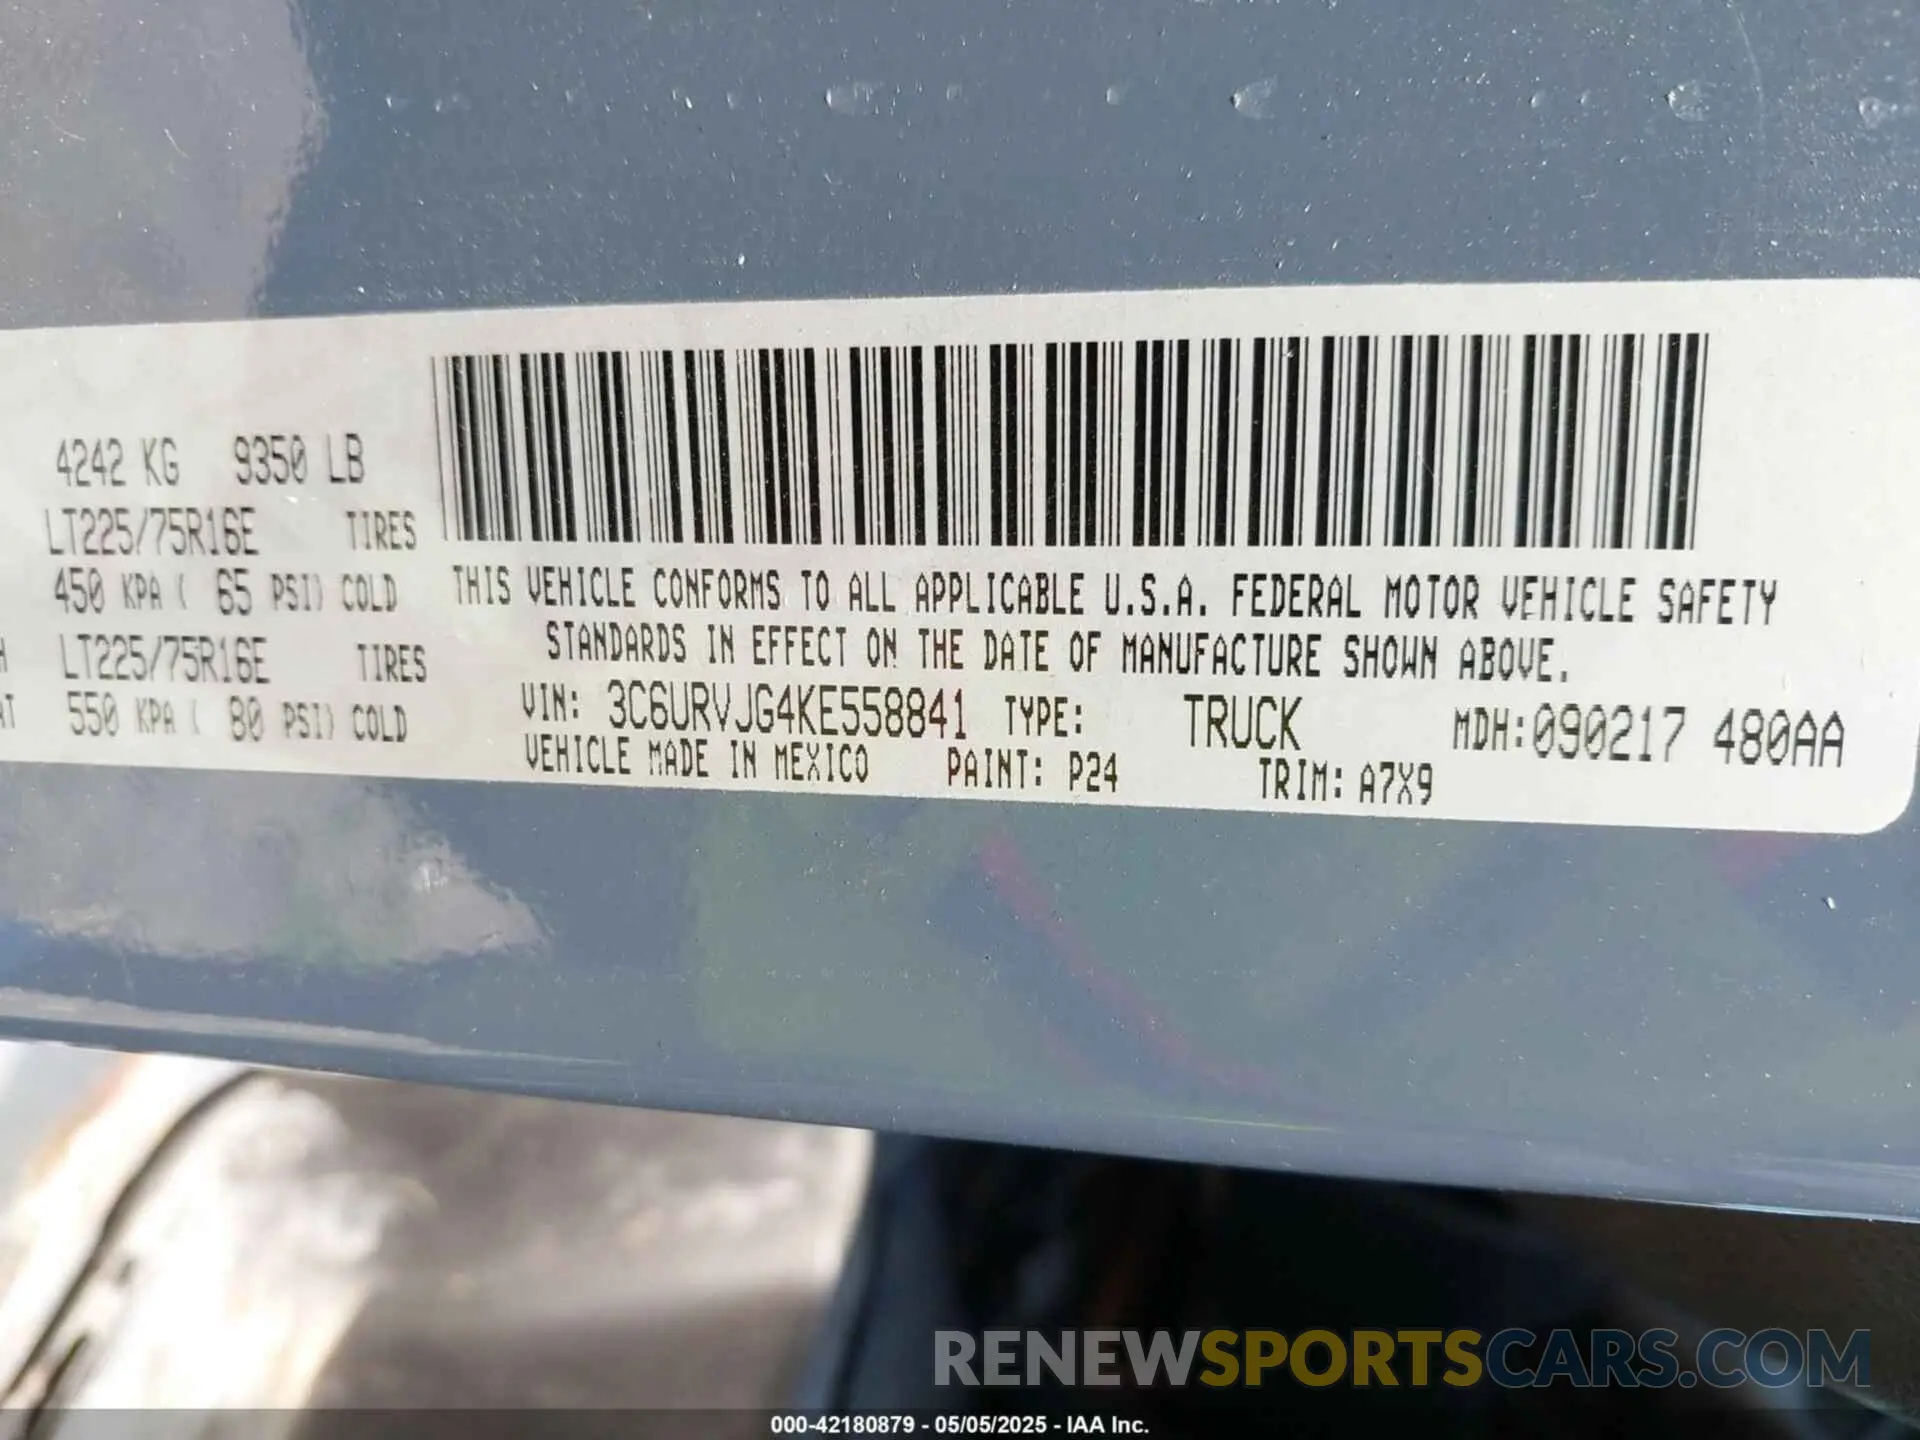 4242 KG 9350 LB
LT225/75R16E TIRES
450 KPA ( 65 PSI) COLD
H LT225/75R16E TIRES
AT 550 KPA ( 80 PSI) COLD
THIS VEHICLE CONFORMS TO ALL APPLICABLE U.S.A. FEDERAL MOTOR VEHICLE SAFETY
STANDARDS IN EFFECT ON THE DATE OF MANUFACTURE SHOWN ABOVE.
VIN: 3C6URVJG4KE558841 TYPE: TRUCK MDH:090217 480AA
VEHICLE MADE IN MEXICO PAINT: P24 TRIM: A7X9
RENEWSPORTSCARS.COM
000-42180879 - 05/05/2025 - IAA Inc.